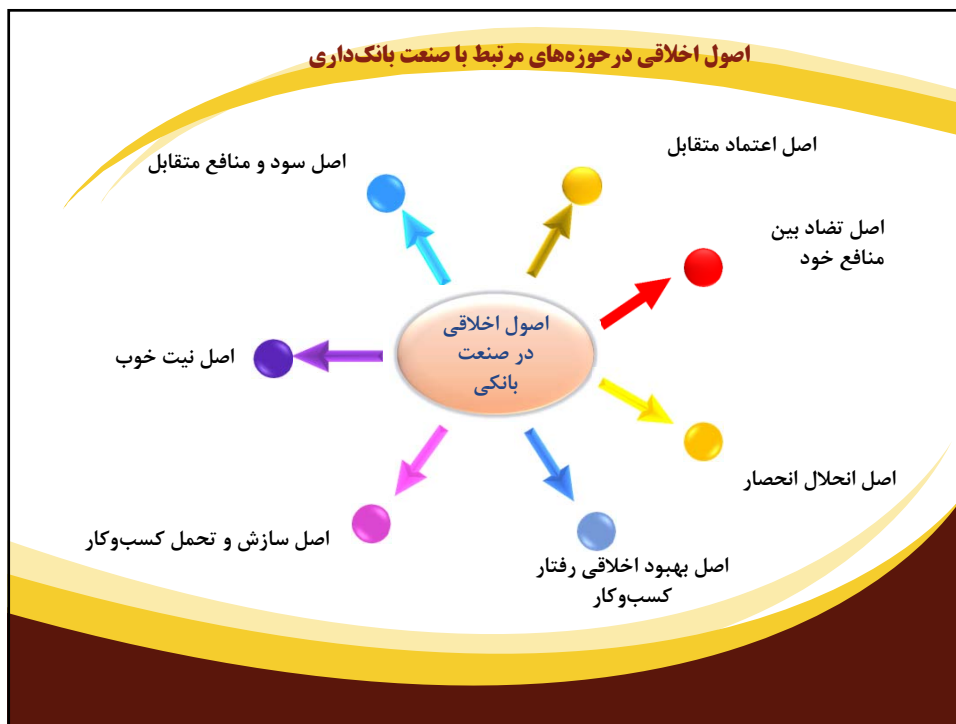 اصول اخلاقی درحوزه‌های مرتبط با صنعت بانک‌داری
اصل اعتماد متقابل
اصل سود و منافع متقابل
اصل تضاد بین
منافع خود
اصول اخلاقی
در صنعت
بانکی
اصل نیت خوب
اصل انحلال انحصار
اصل سازش و تحمل کسب‌وکار
اصل بهبود اخلاقی رفتار
کسب‌وکار